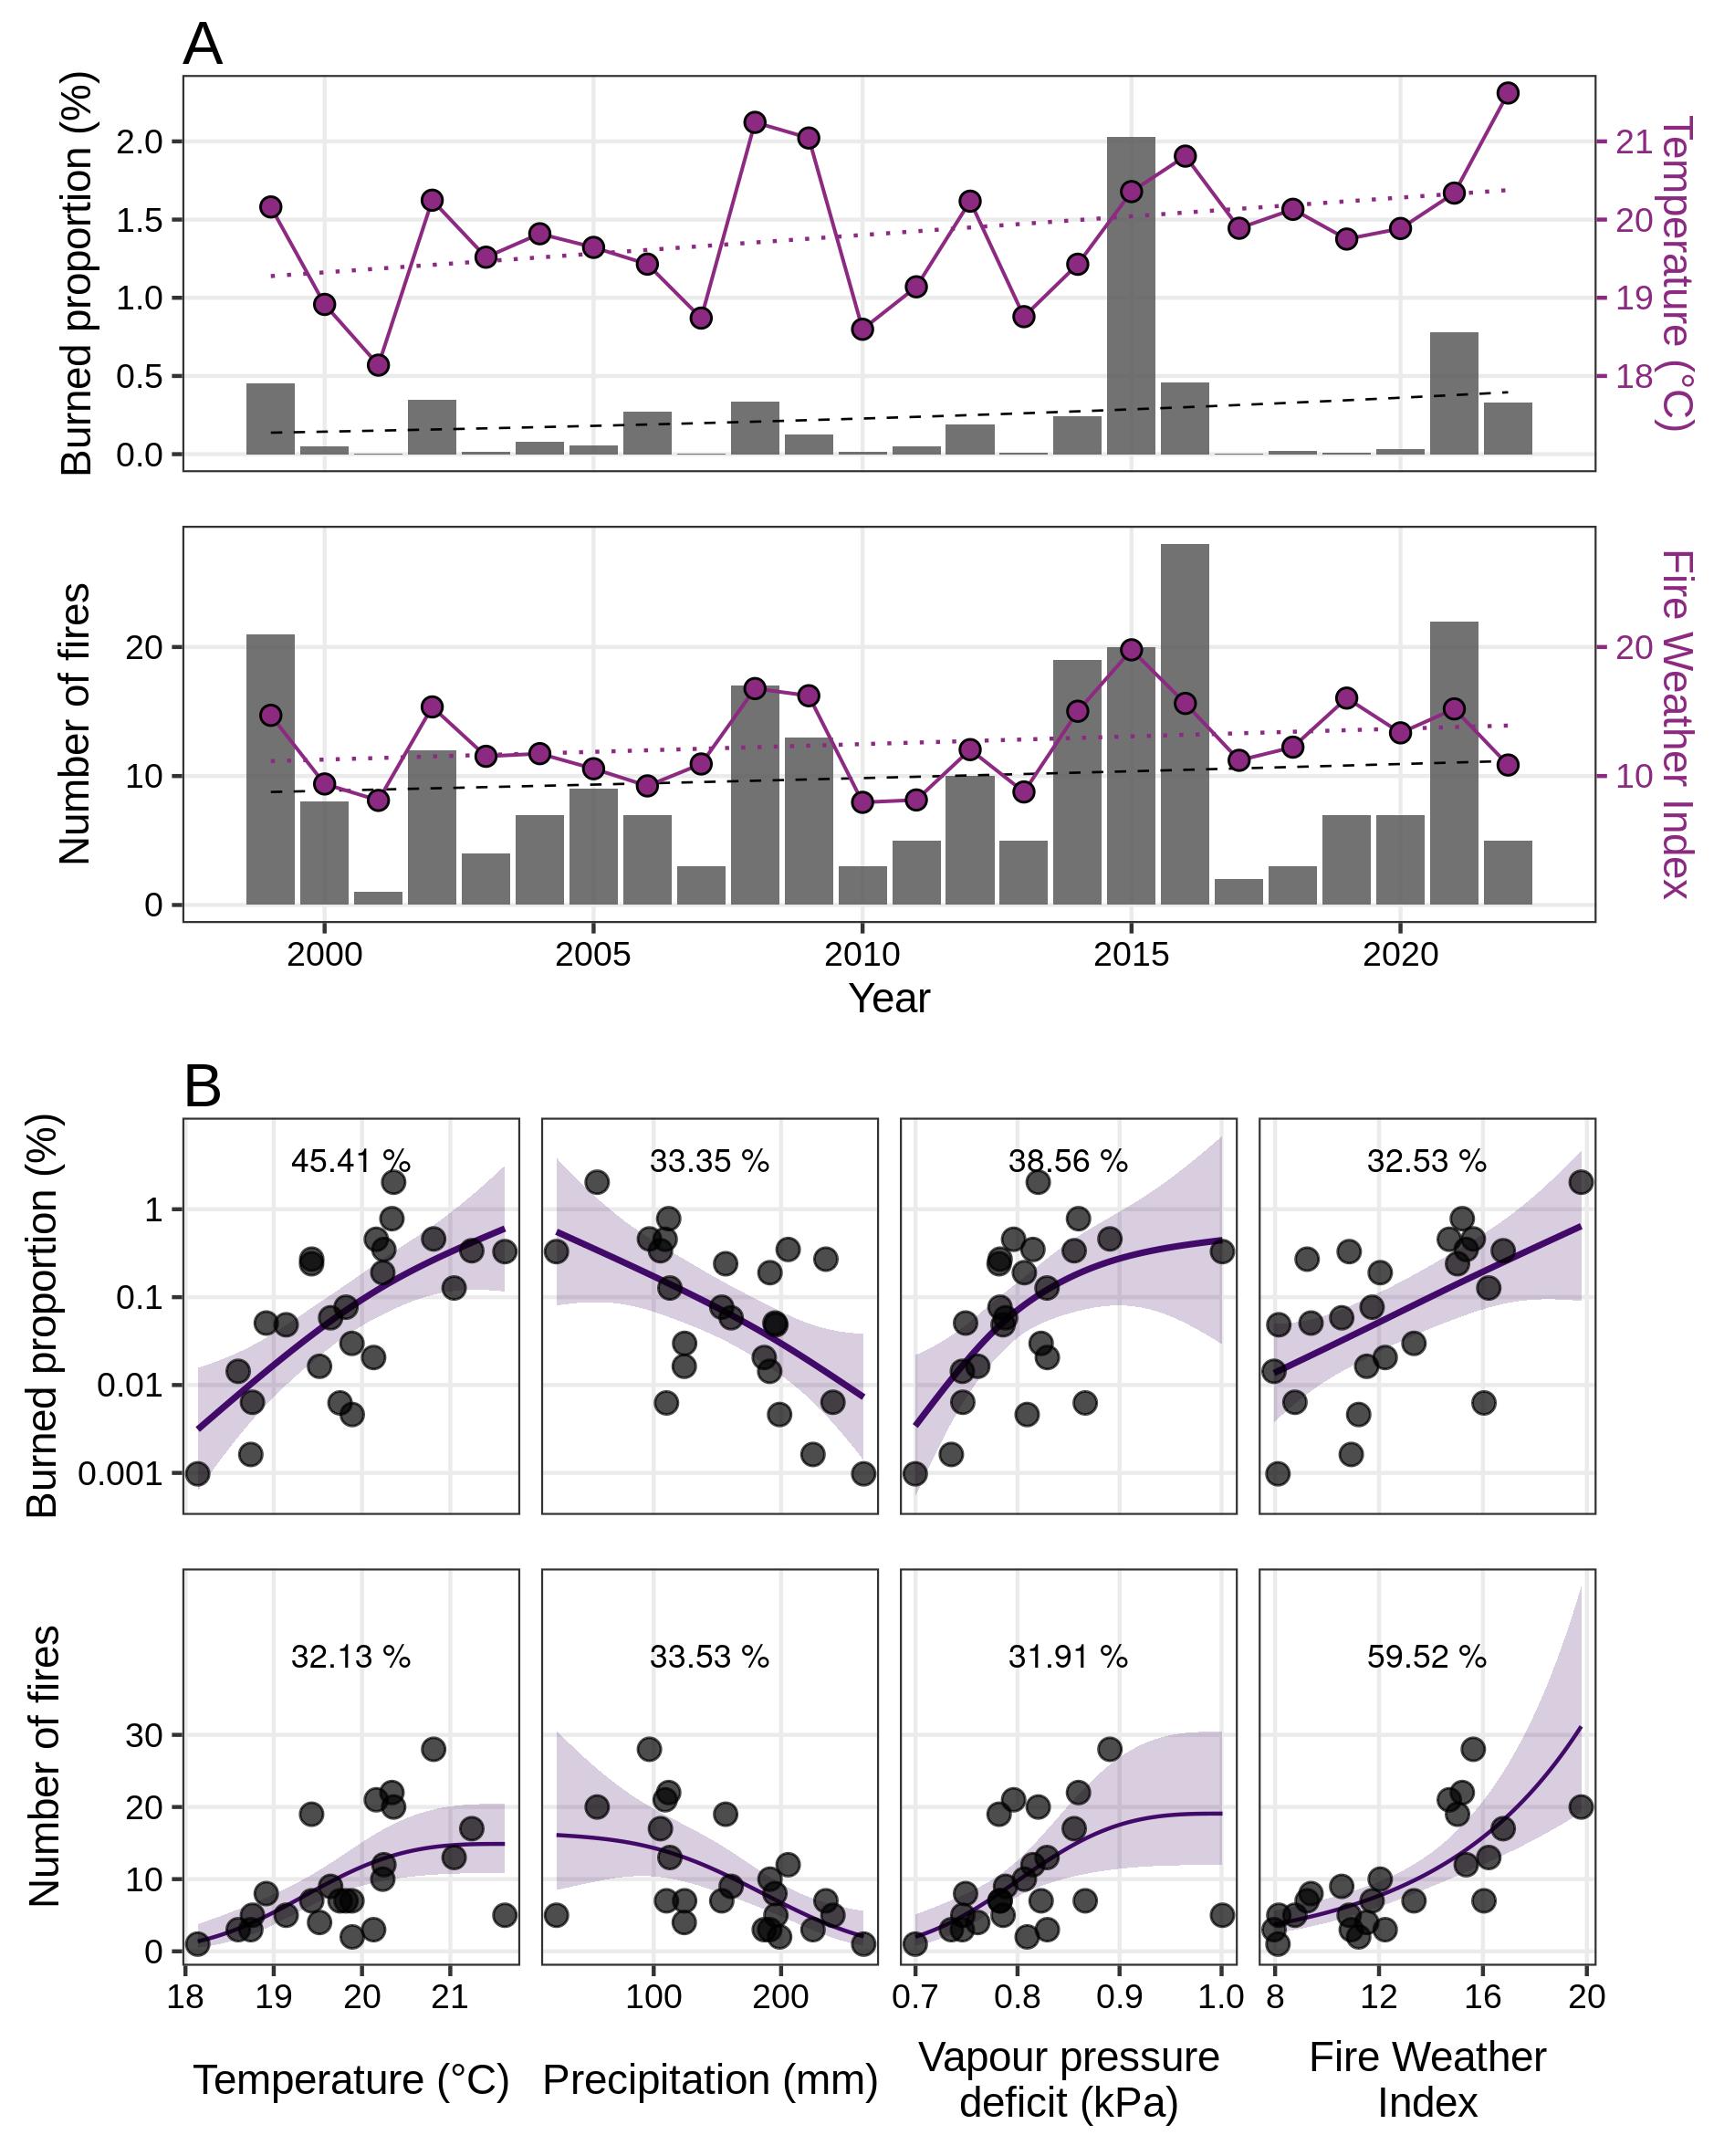 A
Burned proportion (%)
2.0
1.5
1.0
0.5
0.0
21
20
19
18
Temperature (°C)
Number of fires
20
10
0
20
10
Fire Weather Index
2000 2005 2010 2015 2020
Year
B
Burned proportion (%)
1
0.1
0.01
0.001
45.41 % 33.35 % 38.56 % 32.53 %
Number of fires
30
20
10
0
32.13 % 33.53 % 31.91 % 59.52 %
18 19 20 21 100 200 0.7 0.8 0.9 1.0 8 12 16 20
Temperature (°C)
Precipitation (mm)
Vapour pressure
deficit (kPa)
Fire Weather
Index